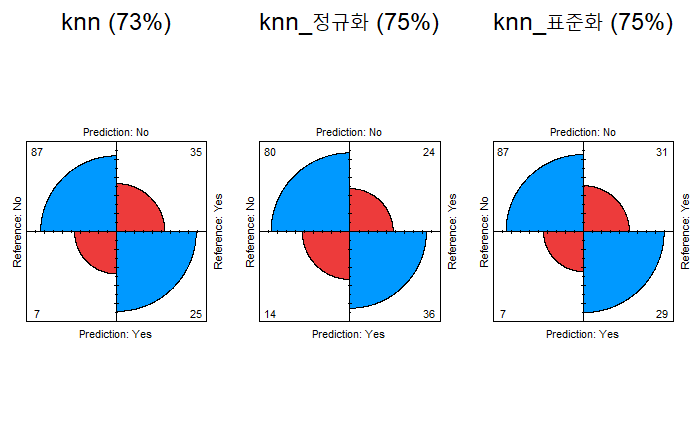 knn (73%)
Prediction: No
87
35
Reference: No
Reference: Yes
7
25
Prediction: Yes
knn_정규화 (75%)
Prediction: No
80
24
Reference: No
Reference: Yes
14
36
Prediction: Yes
knn_표준화 (75%)
Prediction: No
87
31
Reference: No
Reference: Yes
7
29
Prediction: Yes